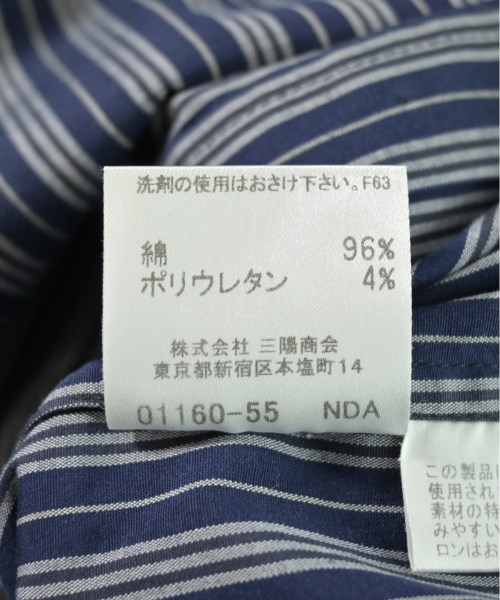 洗剤の使用はおさけ下さい。F63
綿 96%
ポリウレタン 4%
株式会社 三陽商会
東京都新宿区本塩町14
01160-55 NDA
この製品に
使用され
素材の特
みやすい
ロンはお